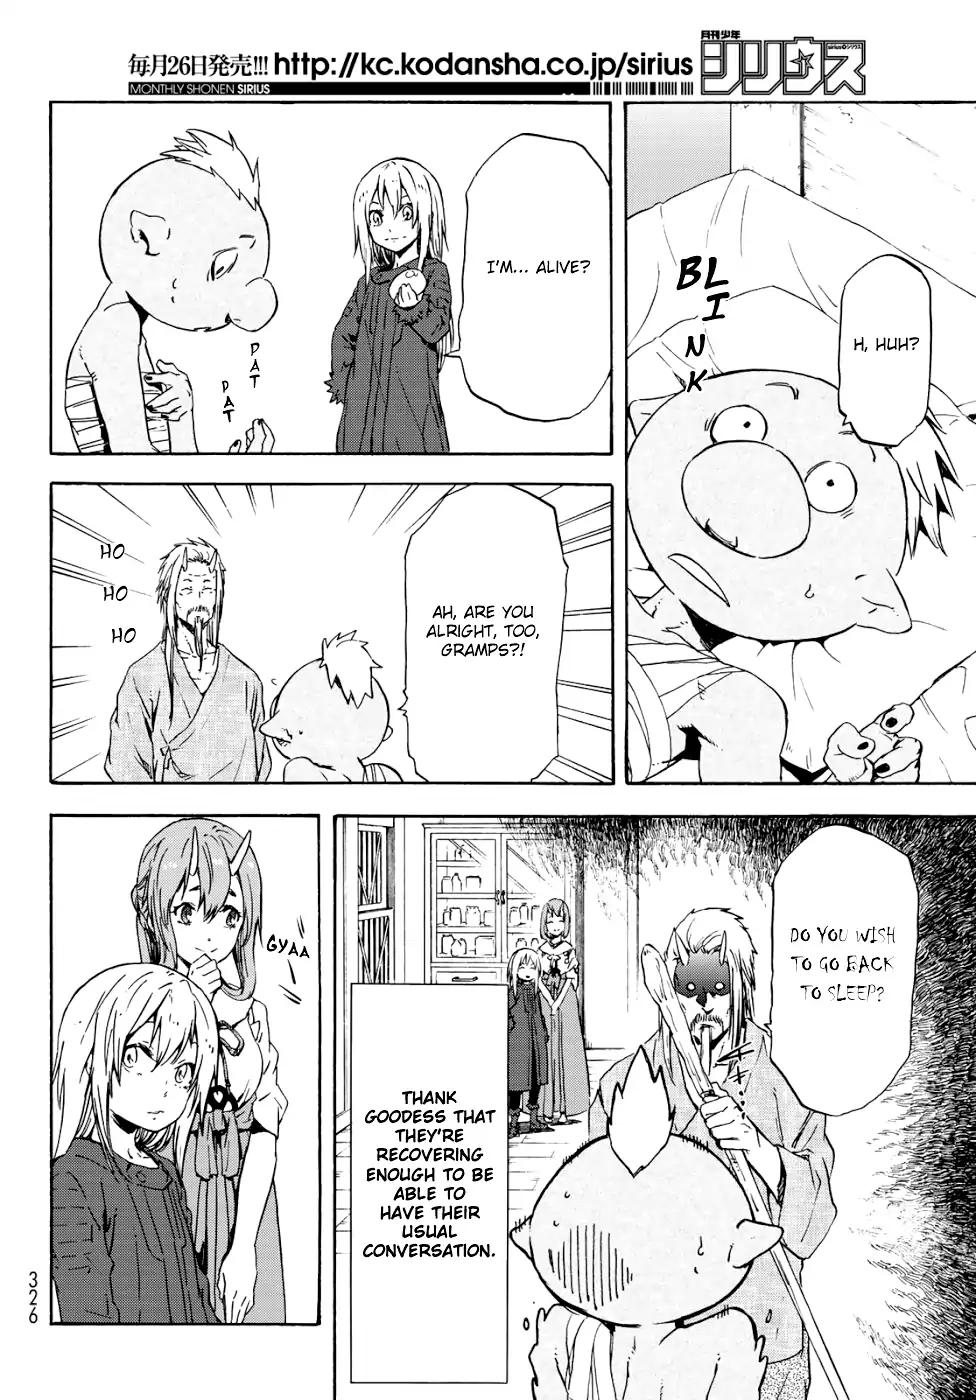 毎月26日発売!!! http://kc.kodansha.co.jp/sirius
MONTHLY SHONEN SIRIUS
月刊少年
シリウス
H, HUH?
BLINK
I'M... ALIVE?
PAT
PAT
AH, ARE YOU
ALRIGHT, TOO,
GRAMPS?!
HO
HO
HO
DO YOU WISH
TO GO BACK
TO SLEEP?
THANK
GOODESS THAT
THEY'RE
RECOVERING
ENOUGH TO BE
ABLE TO
HAVE THEIR
USUAL
CONVERSATION.
GYAA
326